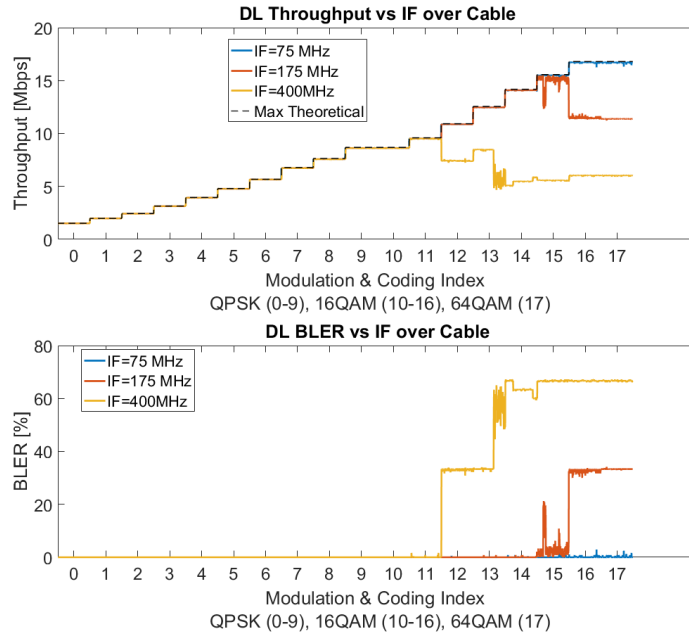 DL Throughput vs IF over Cable
Throughput [Mbps]
20
15
10
5
0
IF=75 MHz
IF=175 MHz
IF=400MHz
Max Theoretical
0 1 2 3 4 5 6 7 8 9 10 11 12 13 14 15 16 17
Modulation & Coding Index
QPSK (0-9), 16QAM (10-16), 64QAM (17)
DL BLER vs IF over Cable
BLER [%]
80
60
40
20
0
IF=75 MHz
IF=175 MHz
IF=400MHz
0 1 2 3 4 5 6 7 8 9 10 11 12 13 14 15 16 17
Modulation & Coding Index
QPSK (0-9), 16QAM (10-16), 64QAM (17)